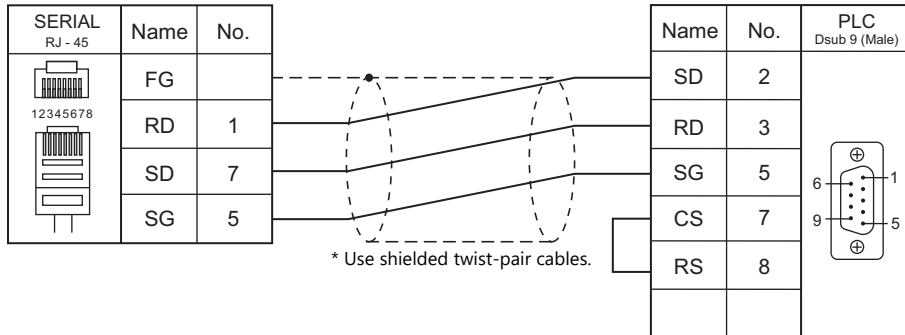 SERIAL
RJ - 45
Name No.
12345678
FG
RD 1
SD 7
SG 5
* Use shielded twist-pair cables.
Name No.
PLC
Dsub 9 (Male)
SD 2
RD 3
SG 5
CS 7
RS 8
6 1
9 5